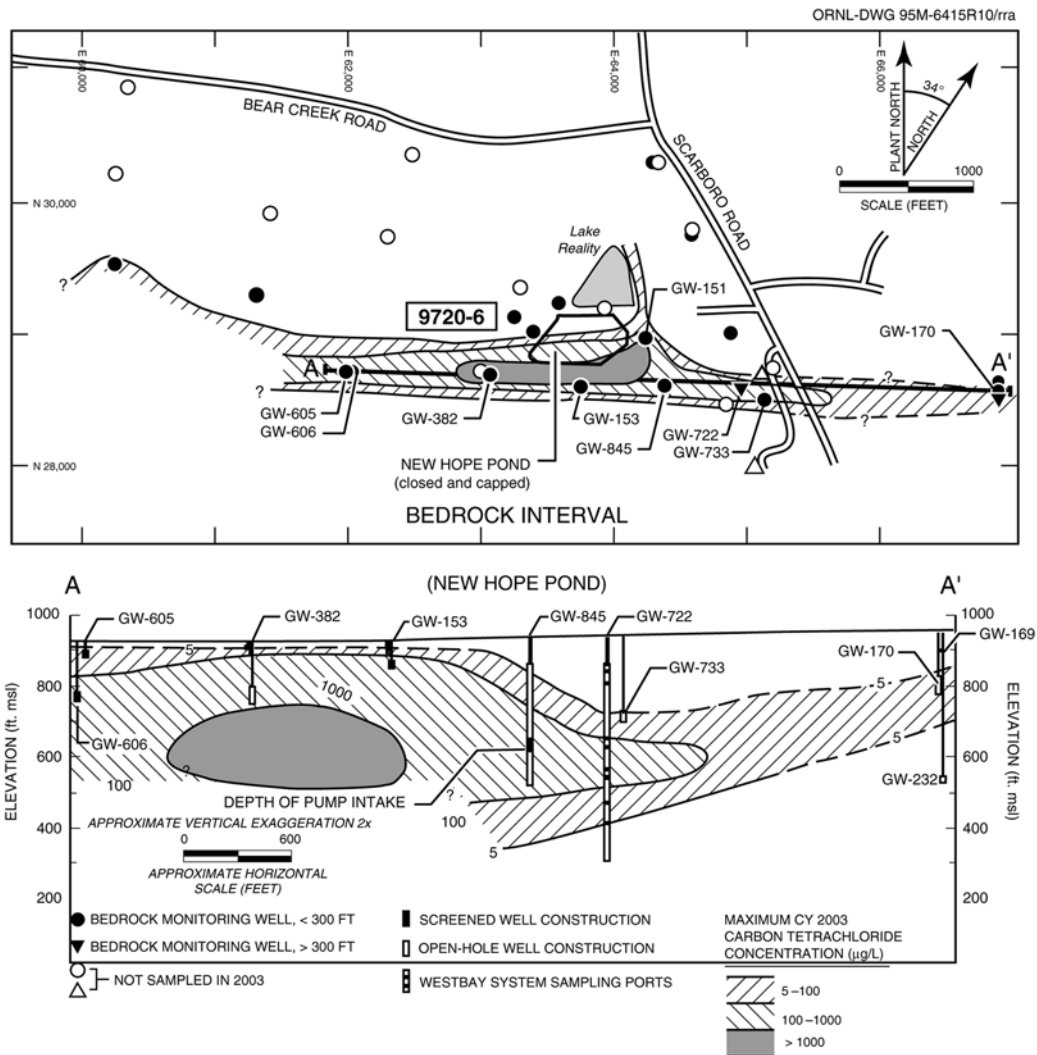 ORNL-DWG 95M-6415R10/rra
E 60,000
E 62,000
E 64,000
E 66,000
BEAR CREEK ROAD
SCARBORO ROAD
PLANT NORTH
34°
NORTH
0 1000
SCALE (FEET)
N 30,000
Lake
Reality
?
GW-151
9720-6
GW-170
A
A'
?
?
?
GW-605
GW-606
GW-382
GW-153
GW-845
GW-722
GW-733
NEW HOPE POND
(closed and capped)
N 28,000
BEDROCK INTERVAL
A
(NEW HOPE POND)
A'
1000
800
600
400
200
ELEVATION (ft. msl)
GW-605
GW-382
GW-153
GW-845
GW-722
GW-733
GW-170
GW-169
GW-606
GW-232
5
1000
5
5
100
?
DEPTH OF PUMP INTAKE
?
100
5
1000
800
600
400
200
ELEVATION (ft. msl)
APPROXIMATE VERTICAL EXAGGERATION 2x
0 600
APPROXIMATE HORIZONTAL
SCALE (FEET)
BEDROCK MONITORING WELL, < 300 FT
BEDROCK MONITORING WELL, > 300 FT
NOT SAMPLED IN 2003
SCREENED WELL CONSTRUCTION
OPEN-HOLE WELL CONSTRUCTION
WESTBAY SYSTEM SAMPLING PORTS
MAXIMUM CY 2003
CARBON TETRACHLORIDE
CONCENTRATION (µg/L)
5–100
100–1000
> 1000